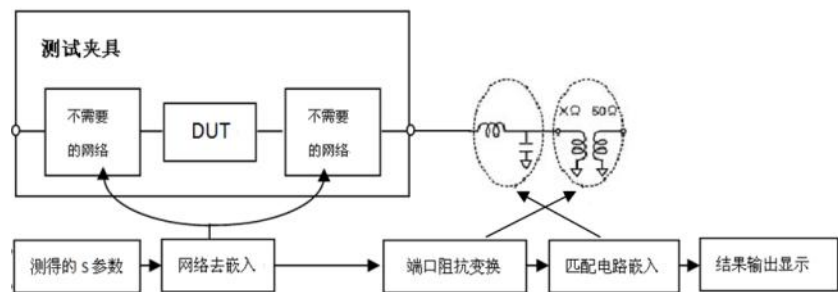 测试夹具
不需要
的网络
DUT
不需要
的网络
XΩ 50Ω
测得的 S 参数
网络去嵌入
端口阻抗变换
匹配电路嵌入
结果输出显示